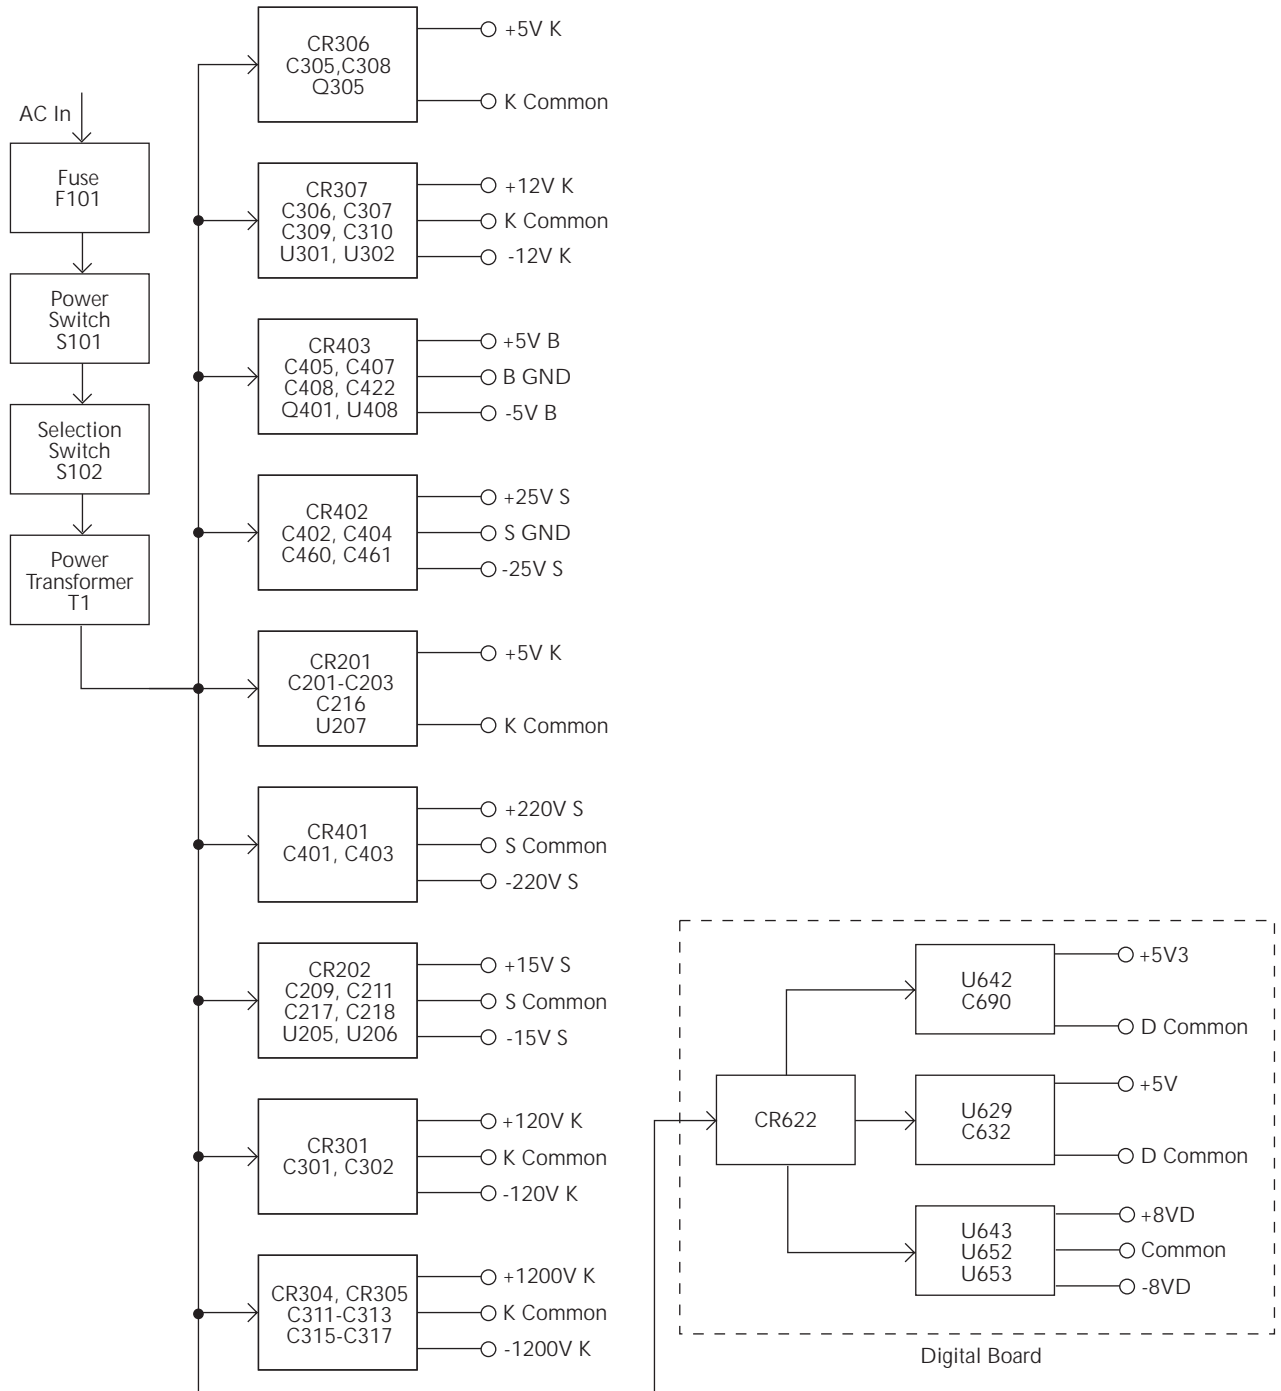 AC In
Fuse
F101
Power
Switch
S101
Selection
Switch
S102
Power
Transformer
T1
CR306
C305,C308
Q305
+5V K
K Common
CR307
C306, C307
C309, C310
U301, U302
+12V K
K Common
-12V K
CR403
C405, C407
C408, C422
Q401, U408
+5V B
B GND
-5V B
CR402
C402, C404
C460, C461
+25V S
S GND
-25V S
CR201
C201-C203
C216
U207
+5V K
K Common
CR401
C401, C403
+220V S
S Common
-220V S
CR202
C209, C211
C217, C218
U205, U206
+15V S
S Common
-15V S
CR301
C301, C302
+120V K
K Common
-120V K
CR304, CR305
C311-C313
C315-C317
+1200V K
K Common
-1200V K
CR622
U642
C690
+5V3
D Common
U629
C632
+5V
D Common
U643
U652
U653
+8VD
Common
-8VD
Digital Board